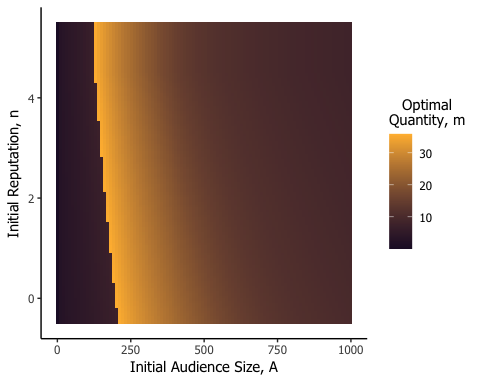 Initial Reputation, n
4
2
0
0
250
500
750
1000
Initial Audience Size, A
Optimal
Quantity, m
30
20
10